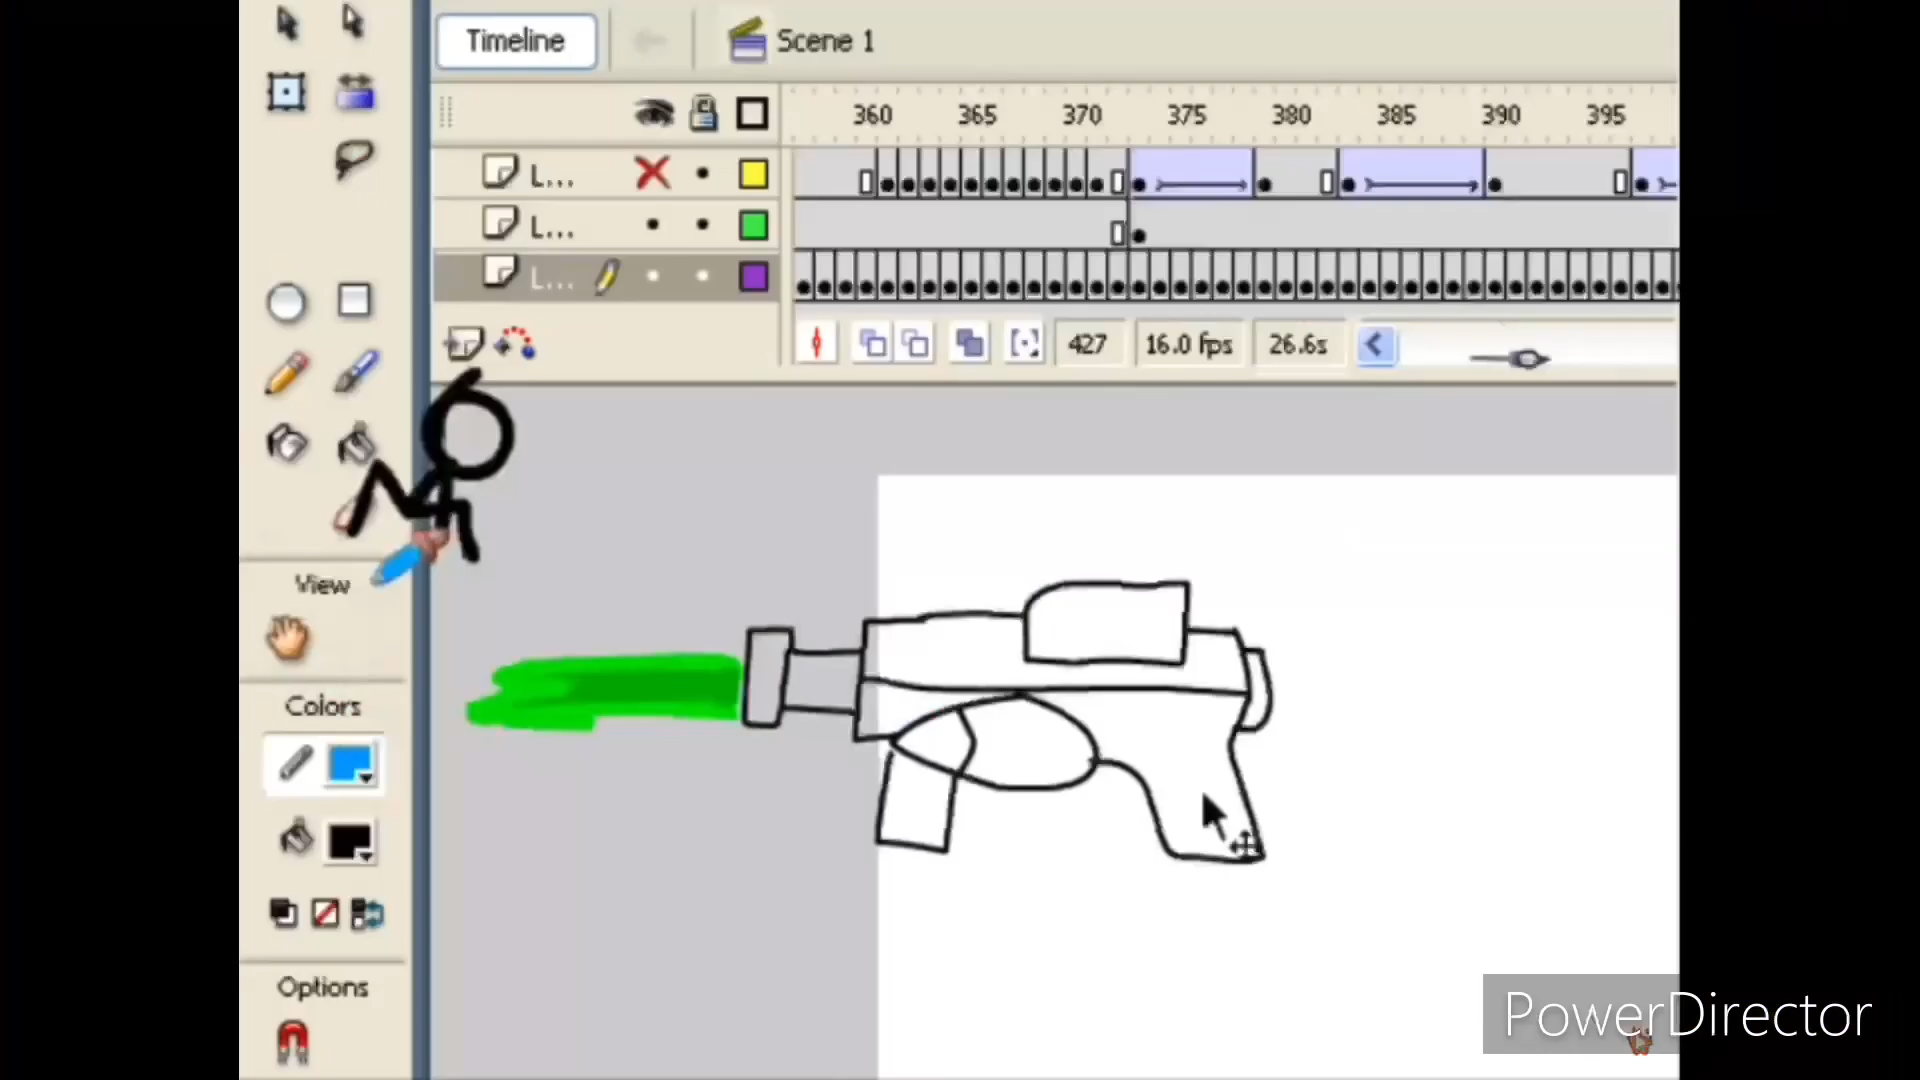 Timeline
Scene 1
360 365 370 375 380 385 390 395
L...
L...
L...
427 16.0 fps 26.6s
View
Colors
Options
PowerDirector